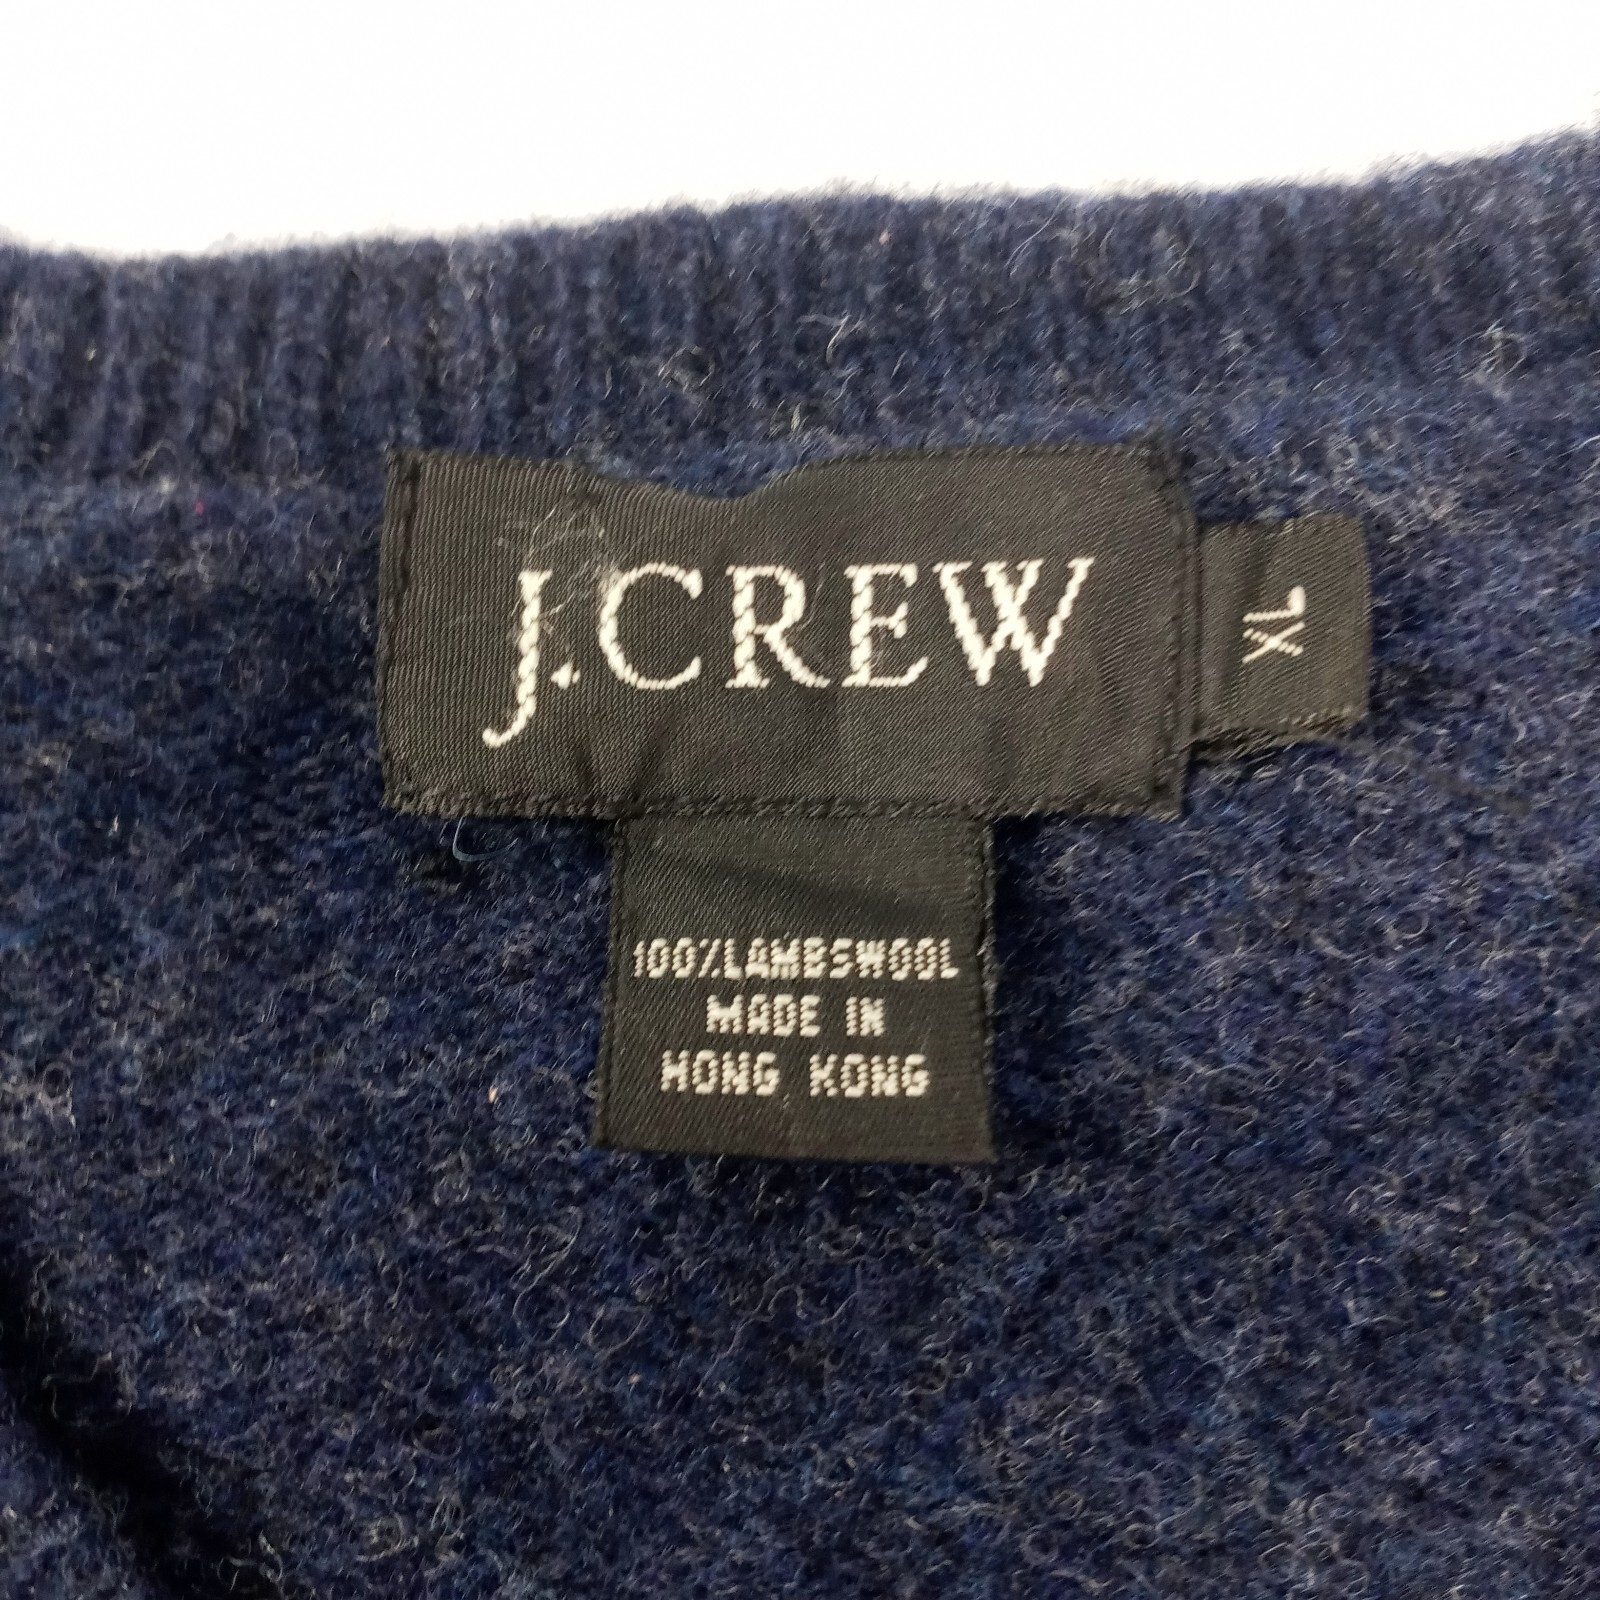 J.CREW
XL
100%LAMBSWOOL
MADE IN
HONG KONG